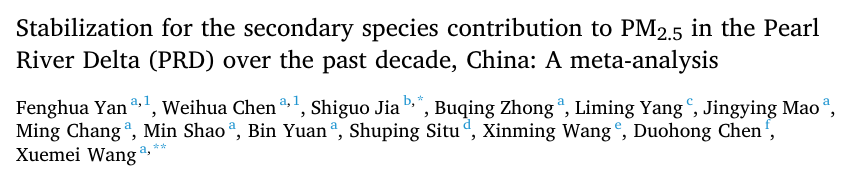 Stabilization for the secondary species contribution to PM2.5 in the Pearl
River Delta (PRD) over the past decade, China: A meta-analysis
Fenghua Yan a,1, Weihua Chen a,1, Shiguo Jia b,*, Buqing Zhong a, Liming Yang c, Jingying Mao a,
Ming Chang a, Min Shao a, Bin Yuan a, Shuping Situ d, Xinming Wang e, Duohong Chen f,
Xuemei Wang a,**